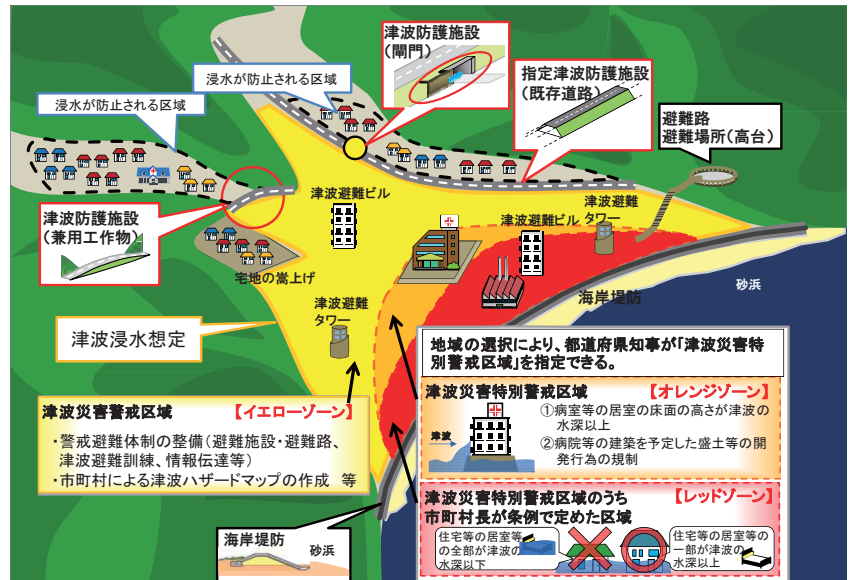 津波防護施設
(閘門)
浸水が防止される区域
浸水が防止される区域
指定津波防護施設
(既存道路)
避難路
避難場所(高台)
津波防護施設
(兼用工作物)
津波避難ビル
津波避難ビル
津波避難
タワー
宅地の嵩上げ
津波避難
タワー
海岸堤防
砂浜
津波浸水想定
地域の選択により、都道府県知事が「津波災害特
別警戒区域」を指定できる。
津波災害警戒区域 【イエローゾーン】
・警戒避難体制の整備(避難施設・避難路、
津波避難訓練、情報伝達等)
・市町村による津波ハザードマップの作成 等
津波災害特別警戒区域 【オレンジゾーン】
津波
①病室等の居室の床面の高さが津波の
水深以上
②病院等の建築を予定した盛土等の開
発行為の規制
津波災害特別警戒区域のうち
市町村長が条例で定めた区域 【レッドゾーン】
住宅等の居室等
の全部が津波の
水深以下
住宅等の居室等の
一部が津波の
水深以上
海岸堤防
砂浜